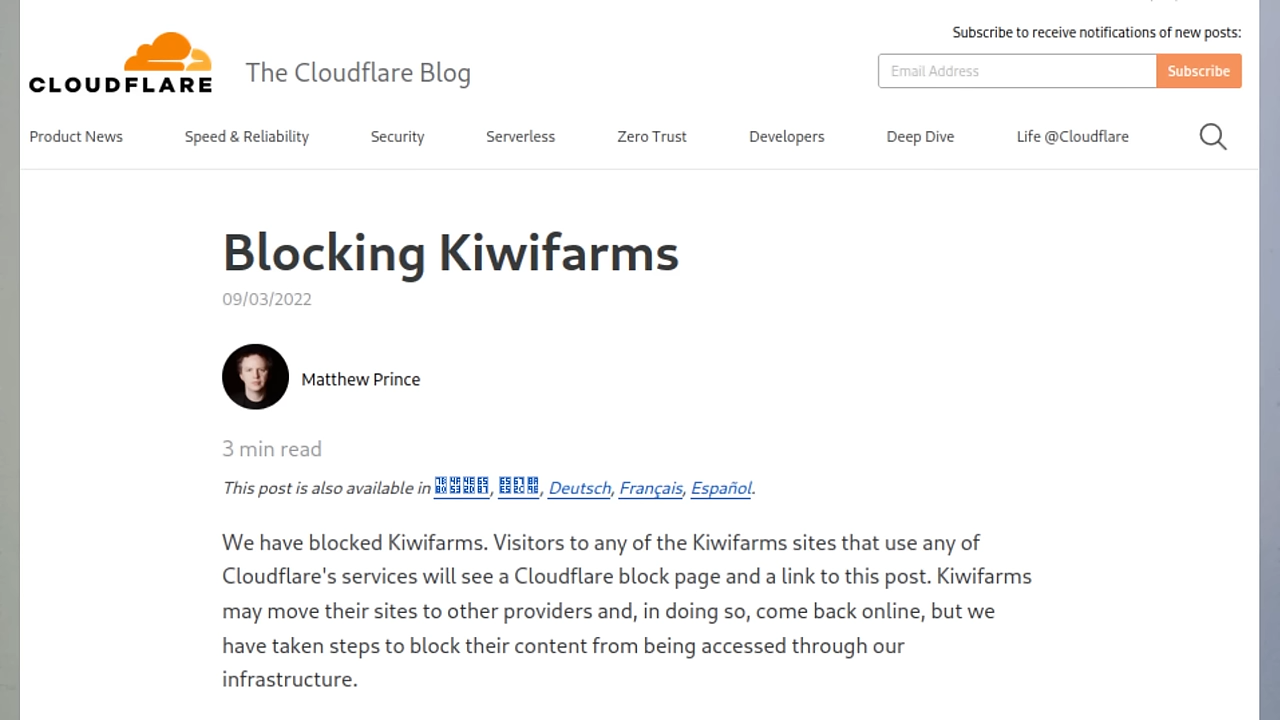 Subscribe to receive notifications of new posts:
CLOUDFLARE
The Cloudflare Blog
Email Address
Subscribe
Product News
Speed & Reliability
Security
Serverless
Zero Trust
Developers
Deep Dive
Life @Cloudflare
Blocking Kiwifarms
09/03/2022
Matthew Prince
3 min read
This post is also available in , , Deutsch, Français, Español.
We have blocked Kiwifarms. Visitors to any of the Kiwifarms sites that use any of
Cloudflare's services will see a Cloudflare block page and a link to this post. Kiwifarms
may move their sites to other providers and, in doing so, come back online, but we
have taken steps to block their content from being accessed through our
infrastructure.